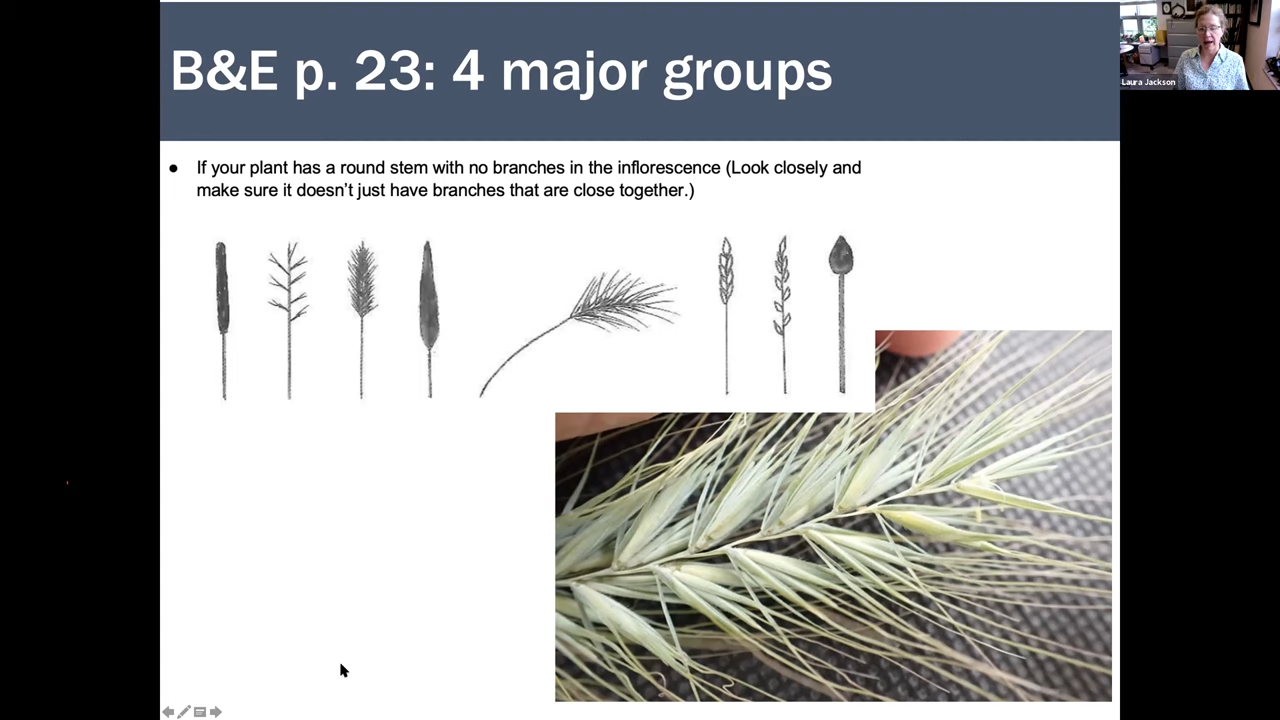 B&E p. 23: 4 major groups
Laura Jackson
● If your plant has a round stem with no branches in the inflorescence (Look closely and
make sure it doesn't just have branches that are close together.)